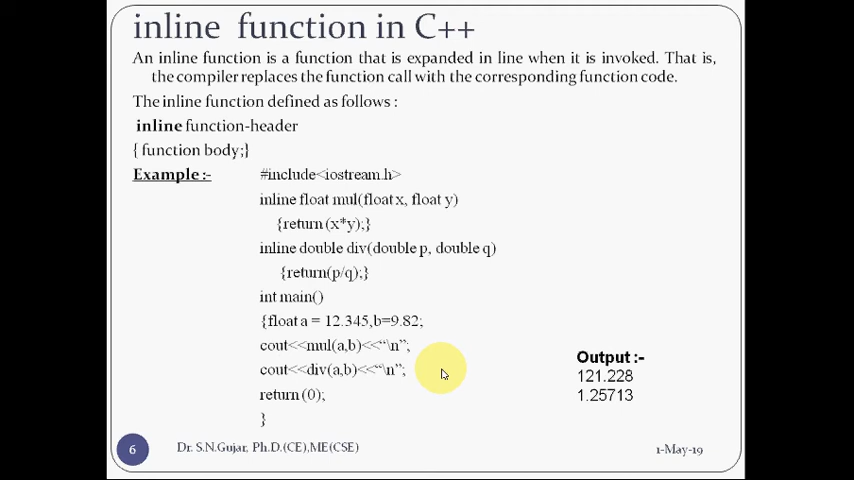 inline function in C++
An inline function is a function that is expanded in line when it is invoked. That is,
the compiler replaces the function call with the corresponding function code.
The inline function defined as follows :
inline function-header
{ function body;}
Example :- #include<iostream.h>
inline float mul(float x, float y)
{return (x*y);}
inline double div(double p, double q)
{return(p/q);}
int main()
{float a = 12.345,b=9.82;
cout<<mul(a,b)<<“\n”;
cout<<div(a,b)<<“\n”;
return (0);
}
Output :-
121.228
1.25713
6 Dr. S.N.Gujar, Ph.D.(CE),ME(CSE) 1-May-19